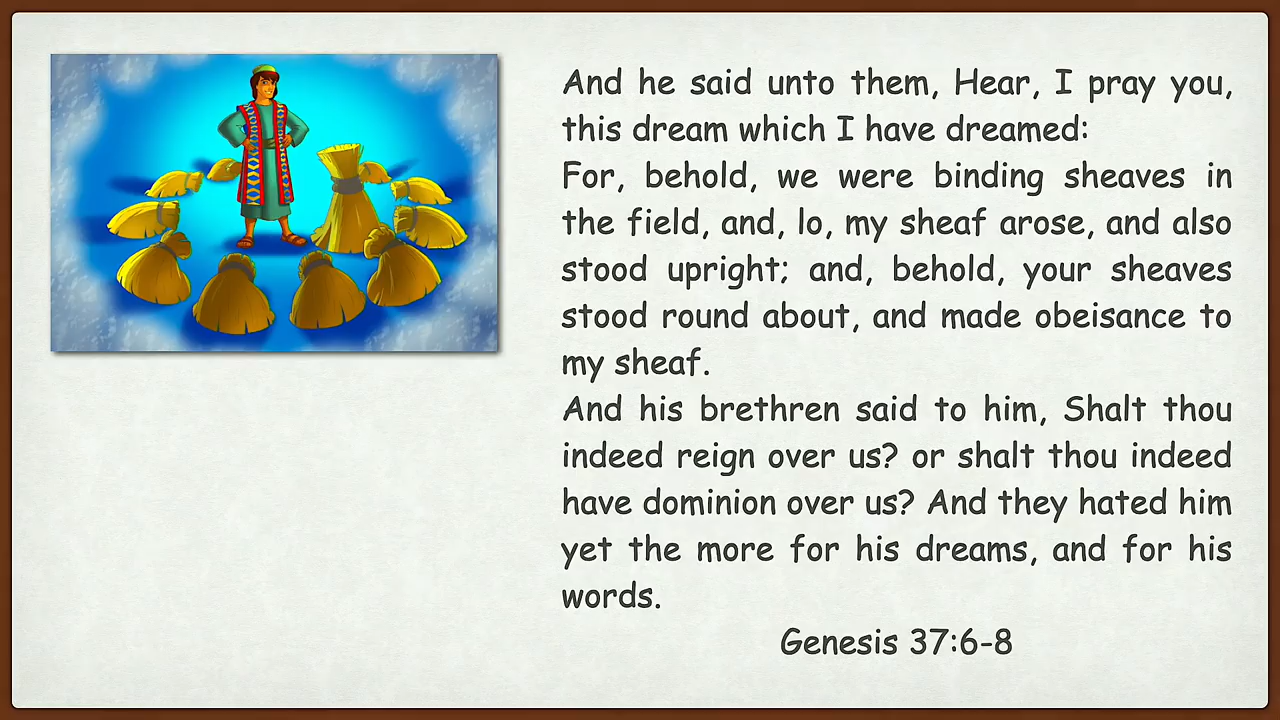 And he said unto them, Hear, I pray you,
this dream which I have dreamed:
For, behold, we were binding sheaves in
the field, and, lo, my sheaf arose, and also
stood upright; and, behold, your sheaves
stood round about, and made obeisance to
my sheaf.
And his brethren said to him, Shalt thou
indeed reign over us? or shalt thou indeed
have dominion over us? And they hated him
yet the more for his dreams, and for his
words.
Genesis 37:6-8